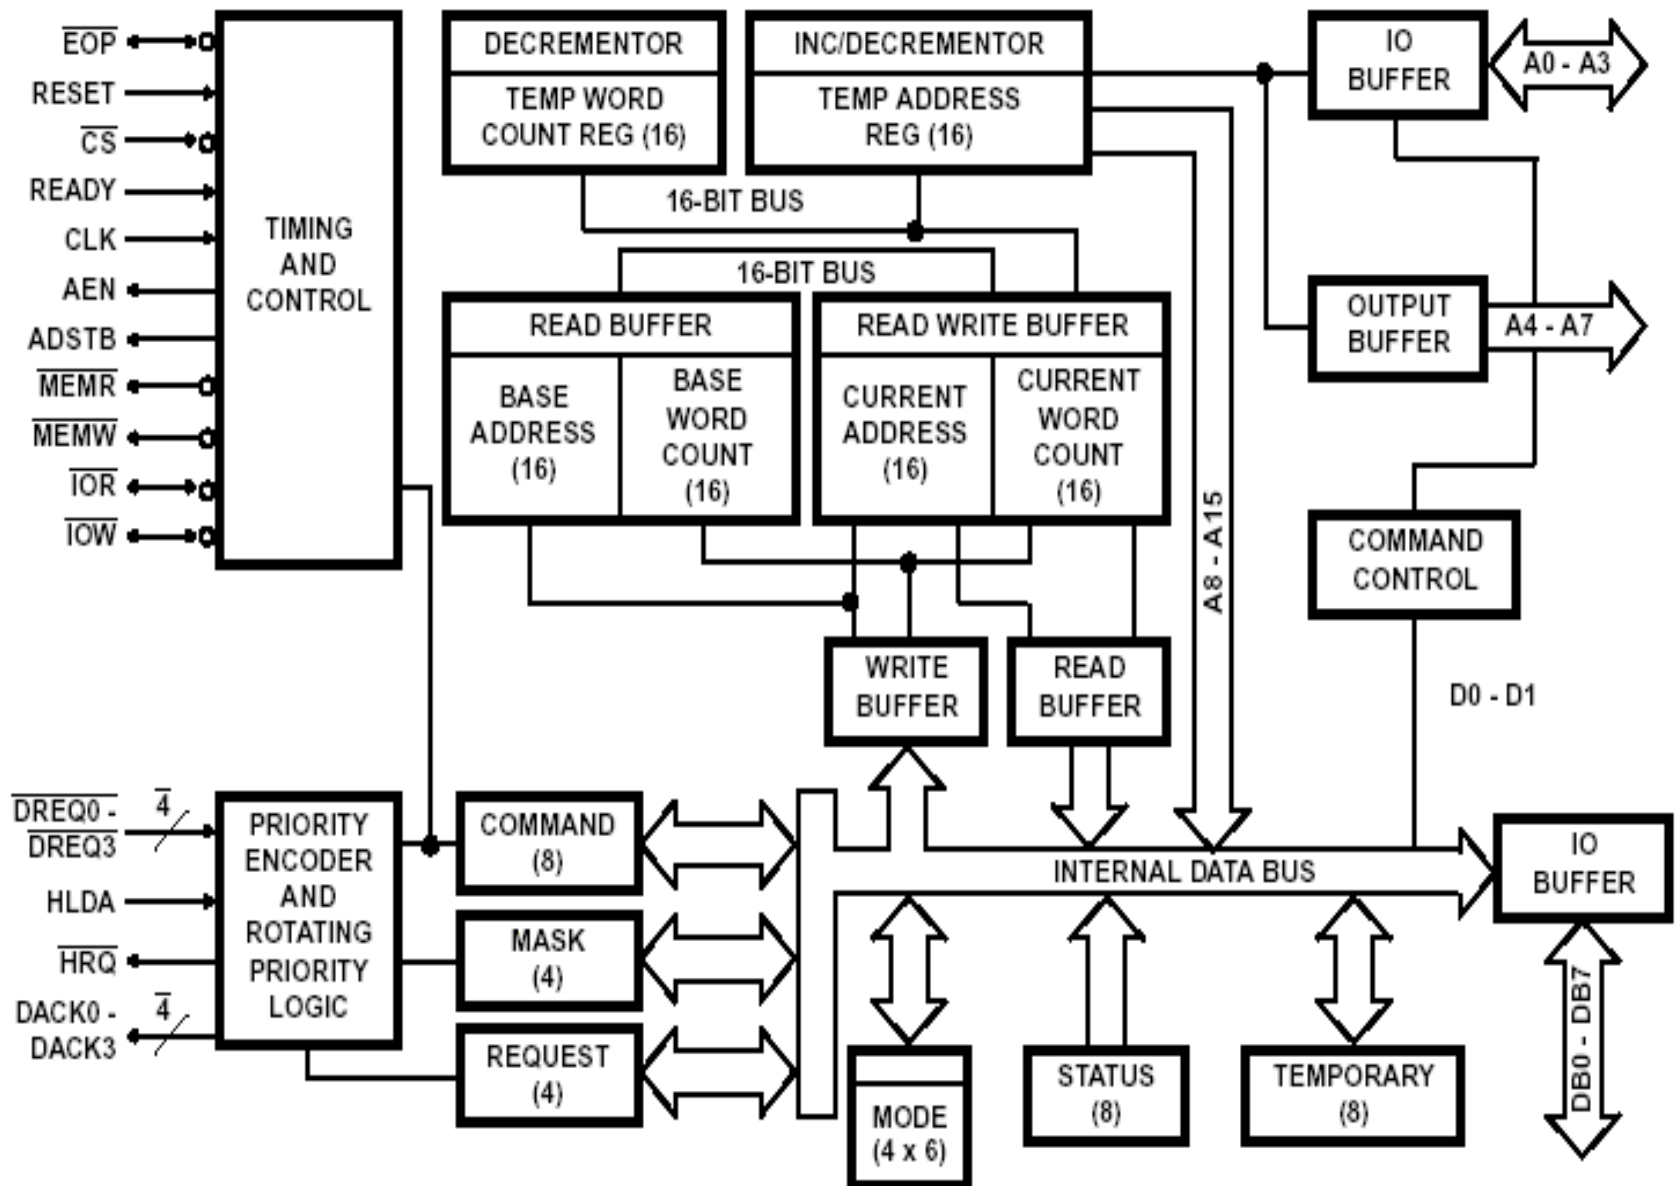 EOP
RESET
CS
READY
CLK
AEN
ADSTB
MEMR
MEMW
IOR
IOW
TIMING
AND
CONTROL
DECREMENTOR
TEMP WORD
COUNT REG (16)
INC/DECREMENTOR
TEMP ADDRESS
REG (16)
IO
BUFFER
A0 - A3
16-BIT BUS
16-BIT BUS
READ BUFFER
BASE
ADDRESS
(16)
BASE
WORD
COUNT
(16)
READ WRITE BUFFER
CURRENT
ADDRESS
(16)
CURRENT
WORD
COUNT
(16)
OUTPUT
BUFFER
A4 - A7
A8 - A15
COMMAND
CONTROL
WRITE
BUFFER
READ
BUFFER
D0 - D1
DREQ0 -
DREQ3
4
HLDA
HRQ
DACK0 -
DACK3
4
PRIORITY
ENCODER
AND
ROTATING
PRIORITY
LOGIC
COMMAND
(8)
MASK
(4)
REQUEST
(4)
INTERNAL DATA BUS
IO
BUFFER
MODE
(4 x 6)
STATUS
(8)
TEMPORARY
(8)
DB0 - DB7